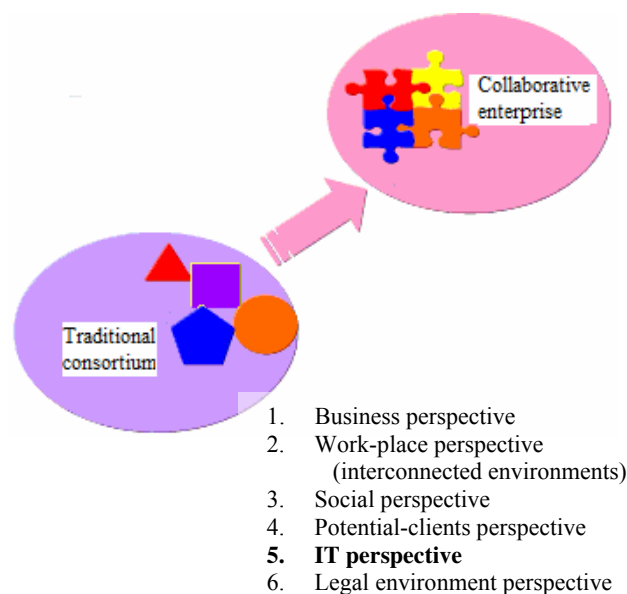 Collaborative
enterprise
Traditional
consortium
1. Business perspective
2. Work-place perspective
(interconnected environments)
3. Social perspective
4. Potential-clients perspective
5. IT perspective
6. Legal environment perspective